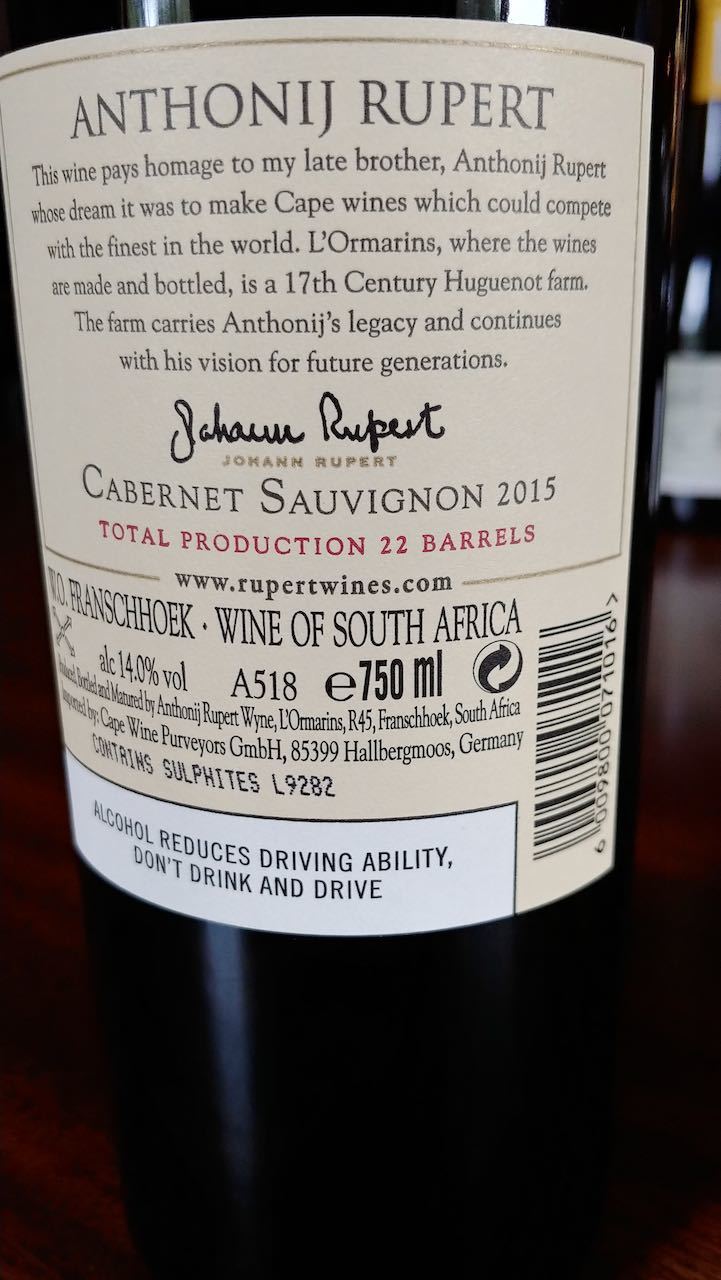 ANTHONIJ RUPERT
This wine pays homage to my late brother, Anthonij Rupert
whose dream it was to make Cape wines which could compete
with the finest in the world. L'Ormarins, where the wines
are made and bottled, is a 17th Century Huguenot farm.
The farm carries Anthonij's legacy and continues
with his vision for future generations.
Johann Rupert
JOHANN RUPERT
CABERNET SAUVIGNON 2015
TOTAL PRODUCTION 22 BARRELS
www.rupertwines.com
W.O. FRANSCHHOEK · WINE OF SOUTH AFRICA
alc 14.0% vol A518 e750 ml
Produced, Bottled and Matured by Anthonij Rupert Wyne, L'Ormarins, R45, Franschhoek, South Africa
Imported by: Cape Wine Purveyors GmbH, 85399 Hallbergmoos, Germany
CONTAINS SULPHITES L9282
6 009800 071016 >
ALCOHOL REDUCES DRIVING ABILITY,
DON'T DRINK AND DRIVE